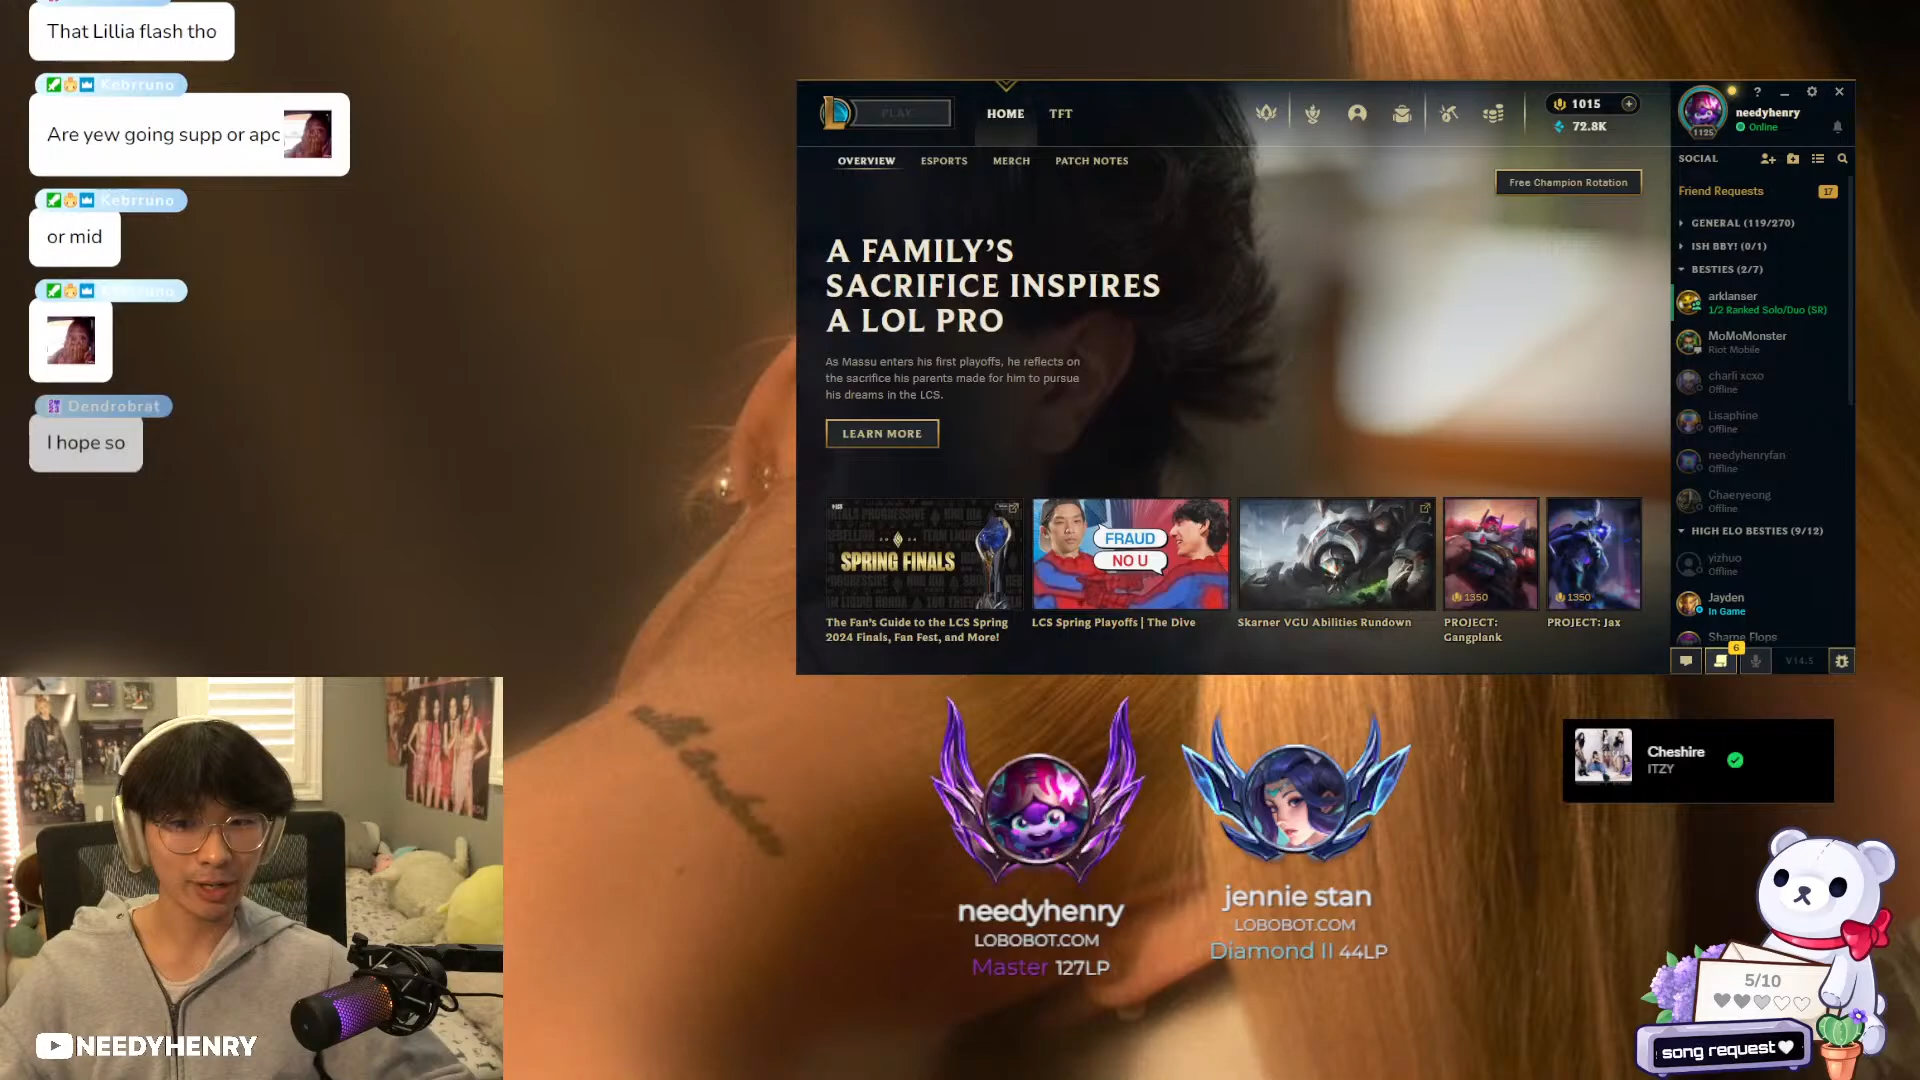 That Lillia flash tho
Kebrruno
Are yew going supp or apc
Kebrruno
or mid
Kebrruno
Dendrobrat
I hope so
NEEDYHENRY
PLAY
HOME
TFT
1015
72.8K
OVERVIEW
ESPORTS
MERCH
PATCH NOTES
Free Champion Rotation
A FAMILY'S
SACRIFICE INSPIRES
A LOL PRO
As Massu enters his first playoffs, he reflects on
the sacrifice his parents made for him to pursue
his dreams in the LCS.
LEARN MORE
SPRING FINALS
FRAUD
NO U
1350
1350
The Fan's Guide to the LCS Spring
2024 Finals, Fan Fest, and More!
LCS Spring Playoffs | The Dive
Skarner VGU Abilities Rundown
PROJECT:
Gangplank
PROJECT: Jax
1125
needyhenry
Online
SOCIAL
Friend Requests
17
GENERAL (119/270)
ISH BBY! (0/1)
BESTIES (2/7)
arklanser
1/2 Ranked Solo/Duo (SR)
MoMoMonster
Riot Mobile
charli xcxo
Offline
Lisaphine
Offline
needyhenryfan
Offline
Chaeryeong
Offline
HIGH ELO BESTIES (9/12)
yizhuo
Offline
Jayden
In Game
Sharne Flops
6
V14.5
needyhenry
LOBOBOT.COM
Master 127LP
jennie stan
LOBOBOT.COM
Diamond II 44LP
Cheshire
ITZY
5/10
song request